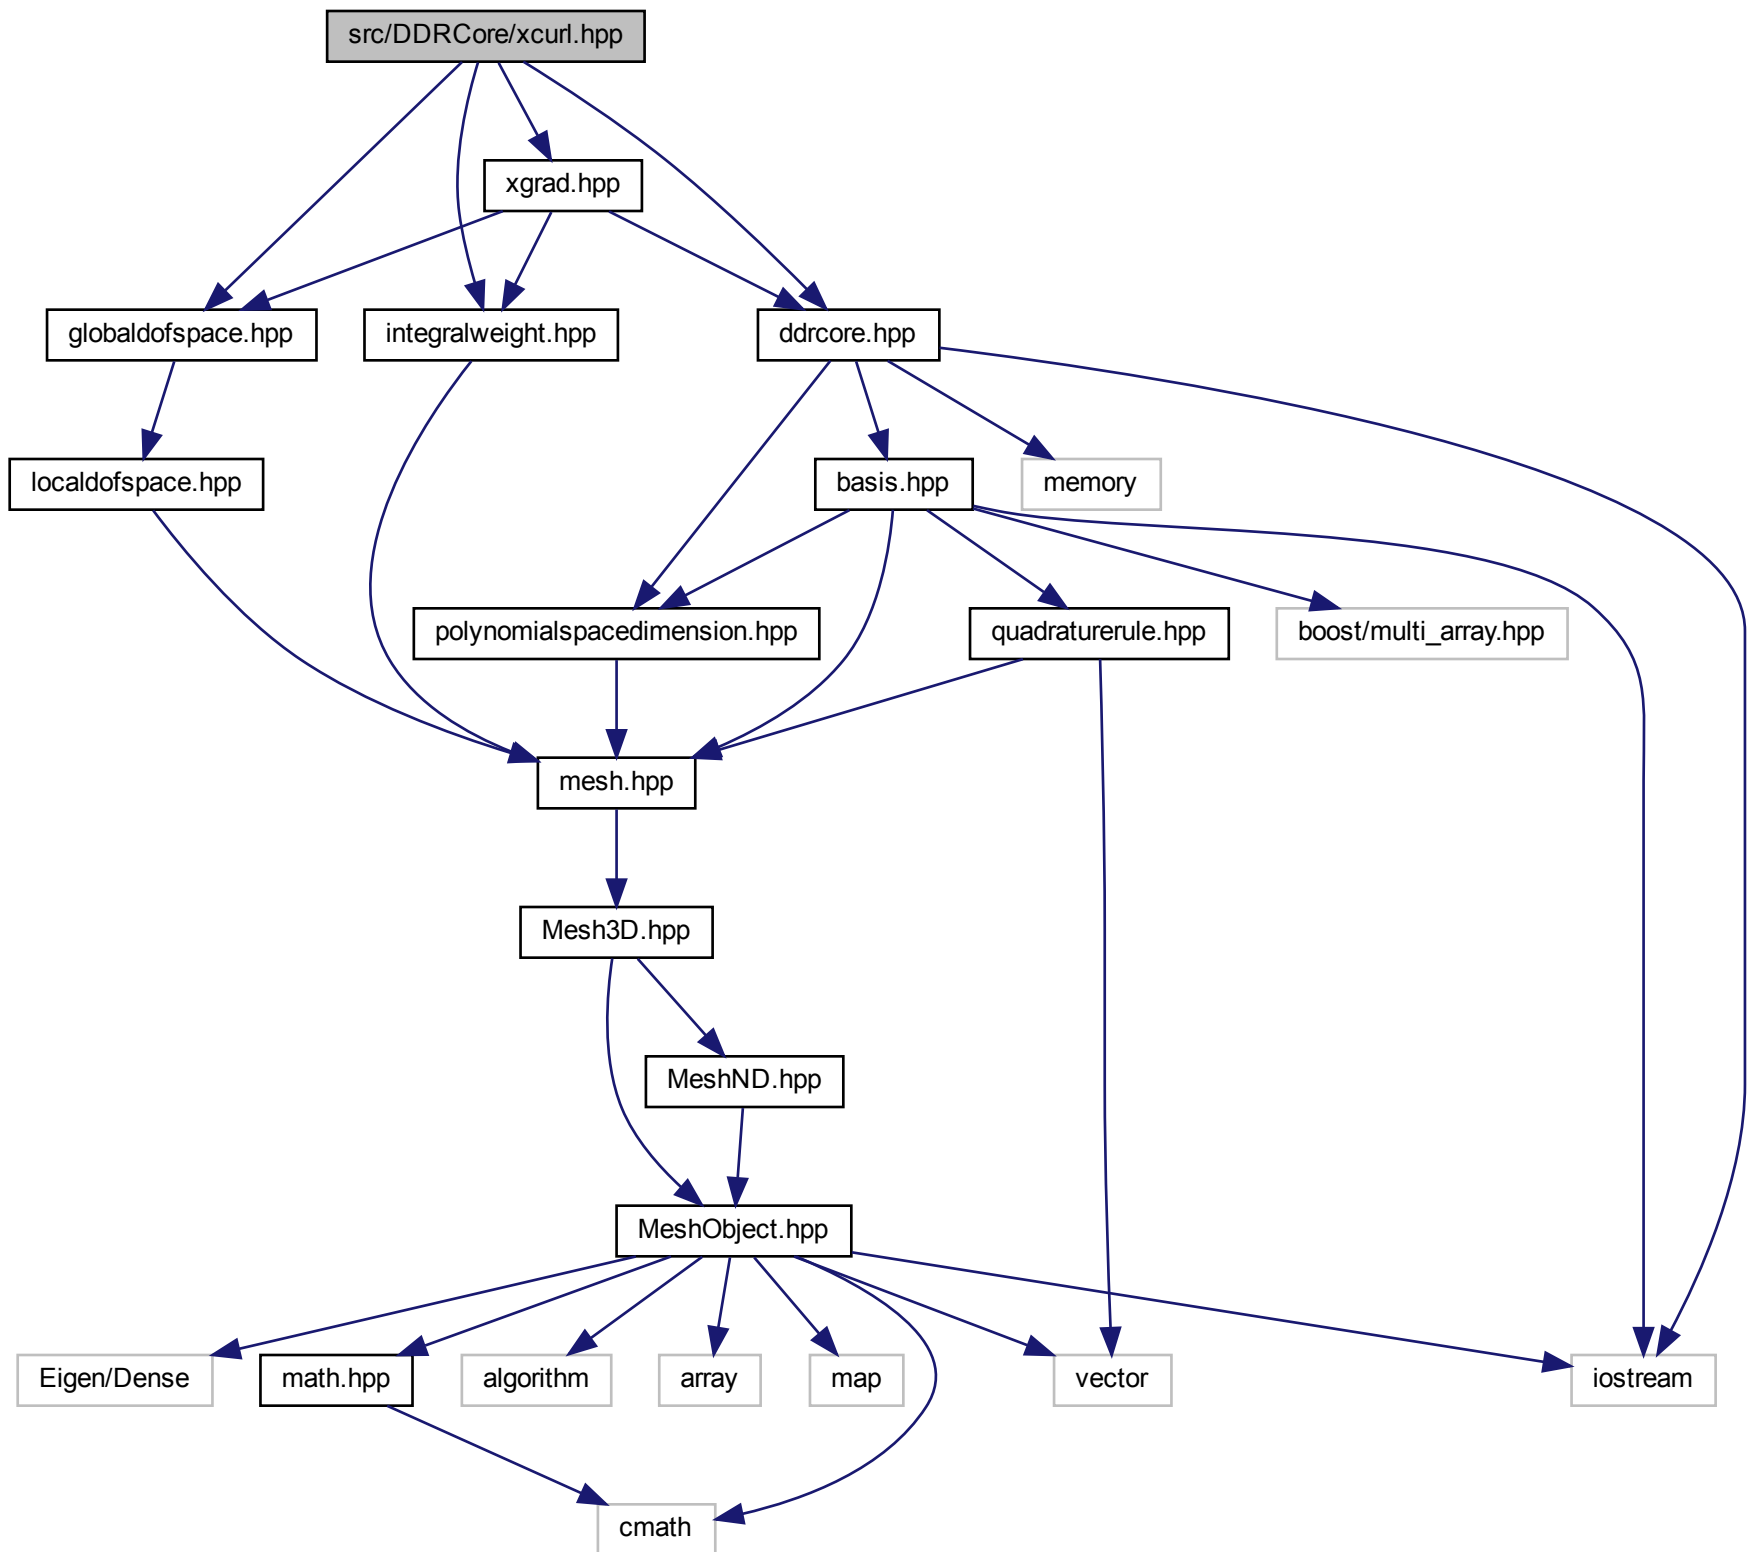 src/DDRCore/xcurl.hpp
xgrad.hpp
globaldofspace.hpp
integralweight.hpp
ddrcore.hpp
localdofspace.hpp
basis.hpp
memory
polynomialspacedimension.hpp
quadraturerule.hpp
boost/multi_array.hpp
mesh.hpp
Mesh3D.hpp
MeshND.hpp
MeshObject.hpp
Eigen/Dense
math.hpp
algorithm
array
map
vector
iostream
cmath